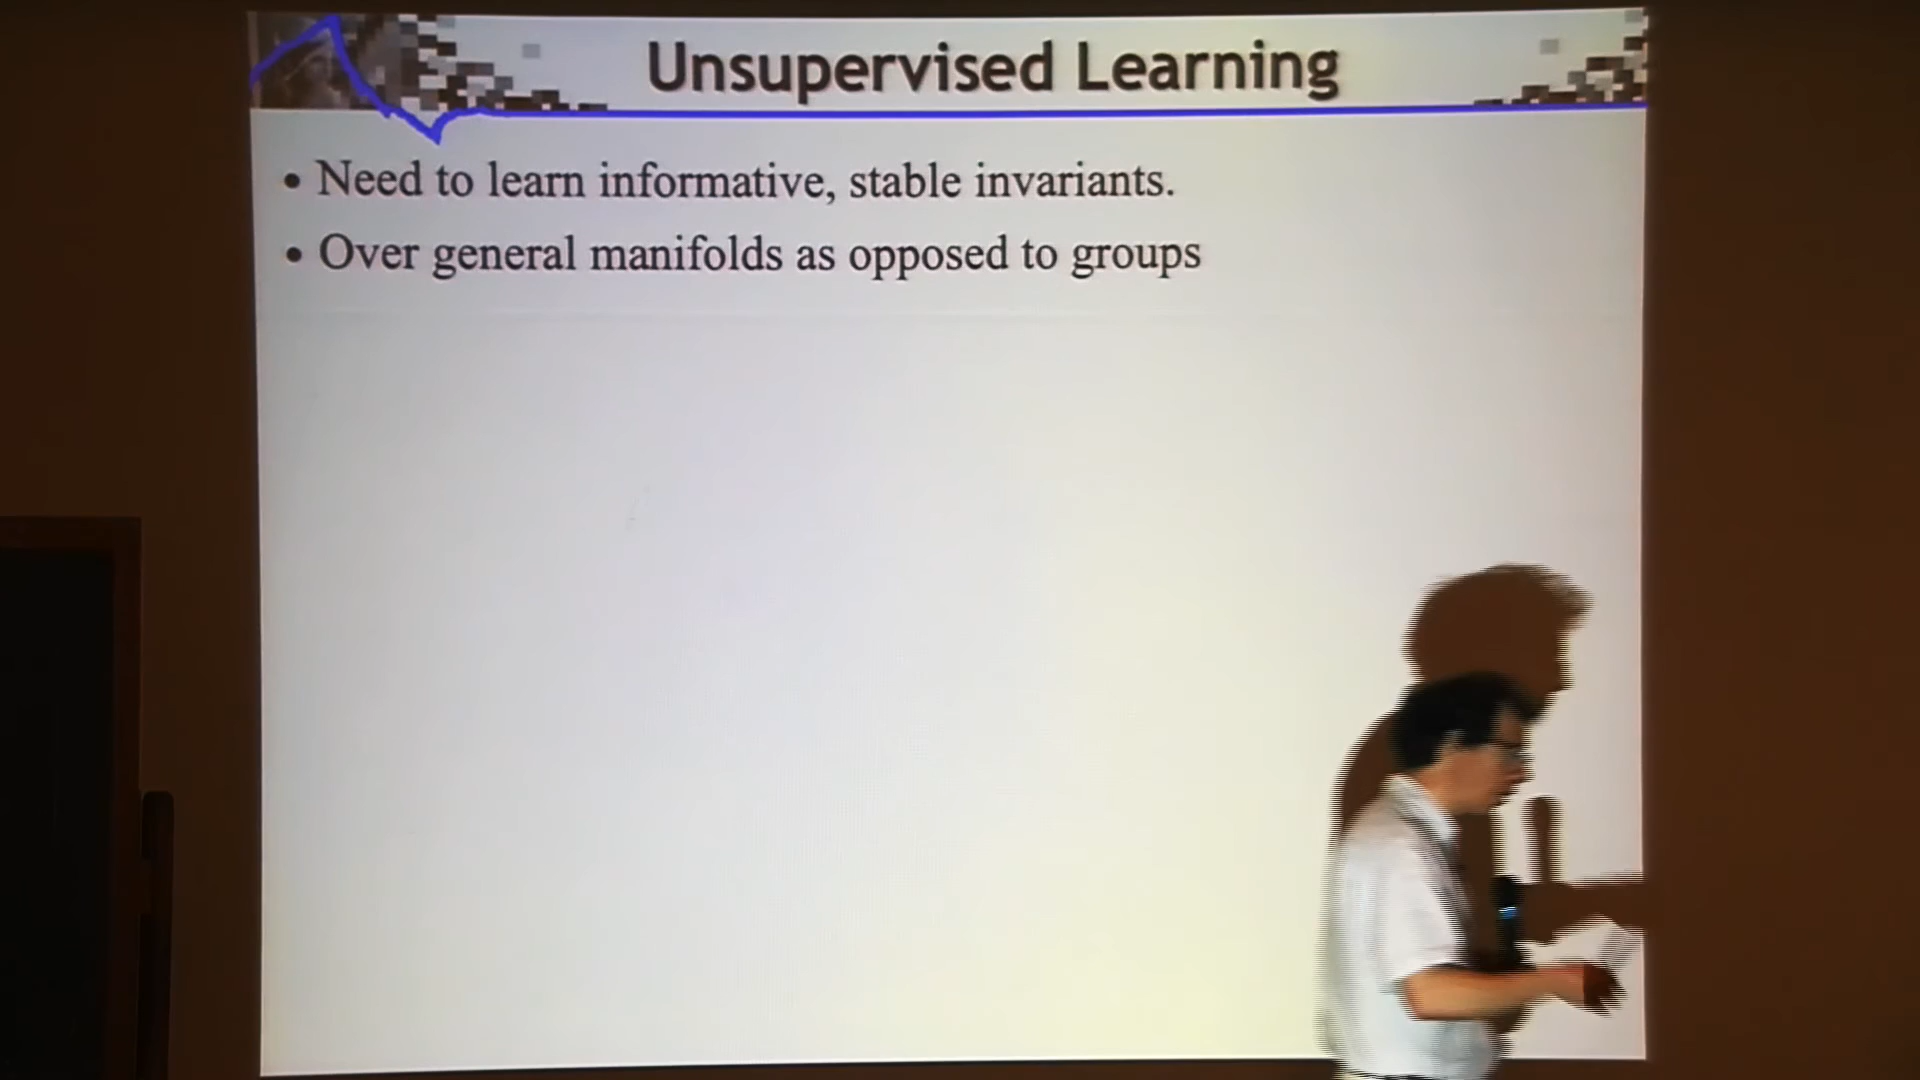 Unsupervised Learning
• Need to learn informative, stable invariants.
• Over general manifolds as opposed to groups